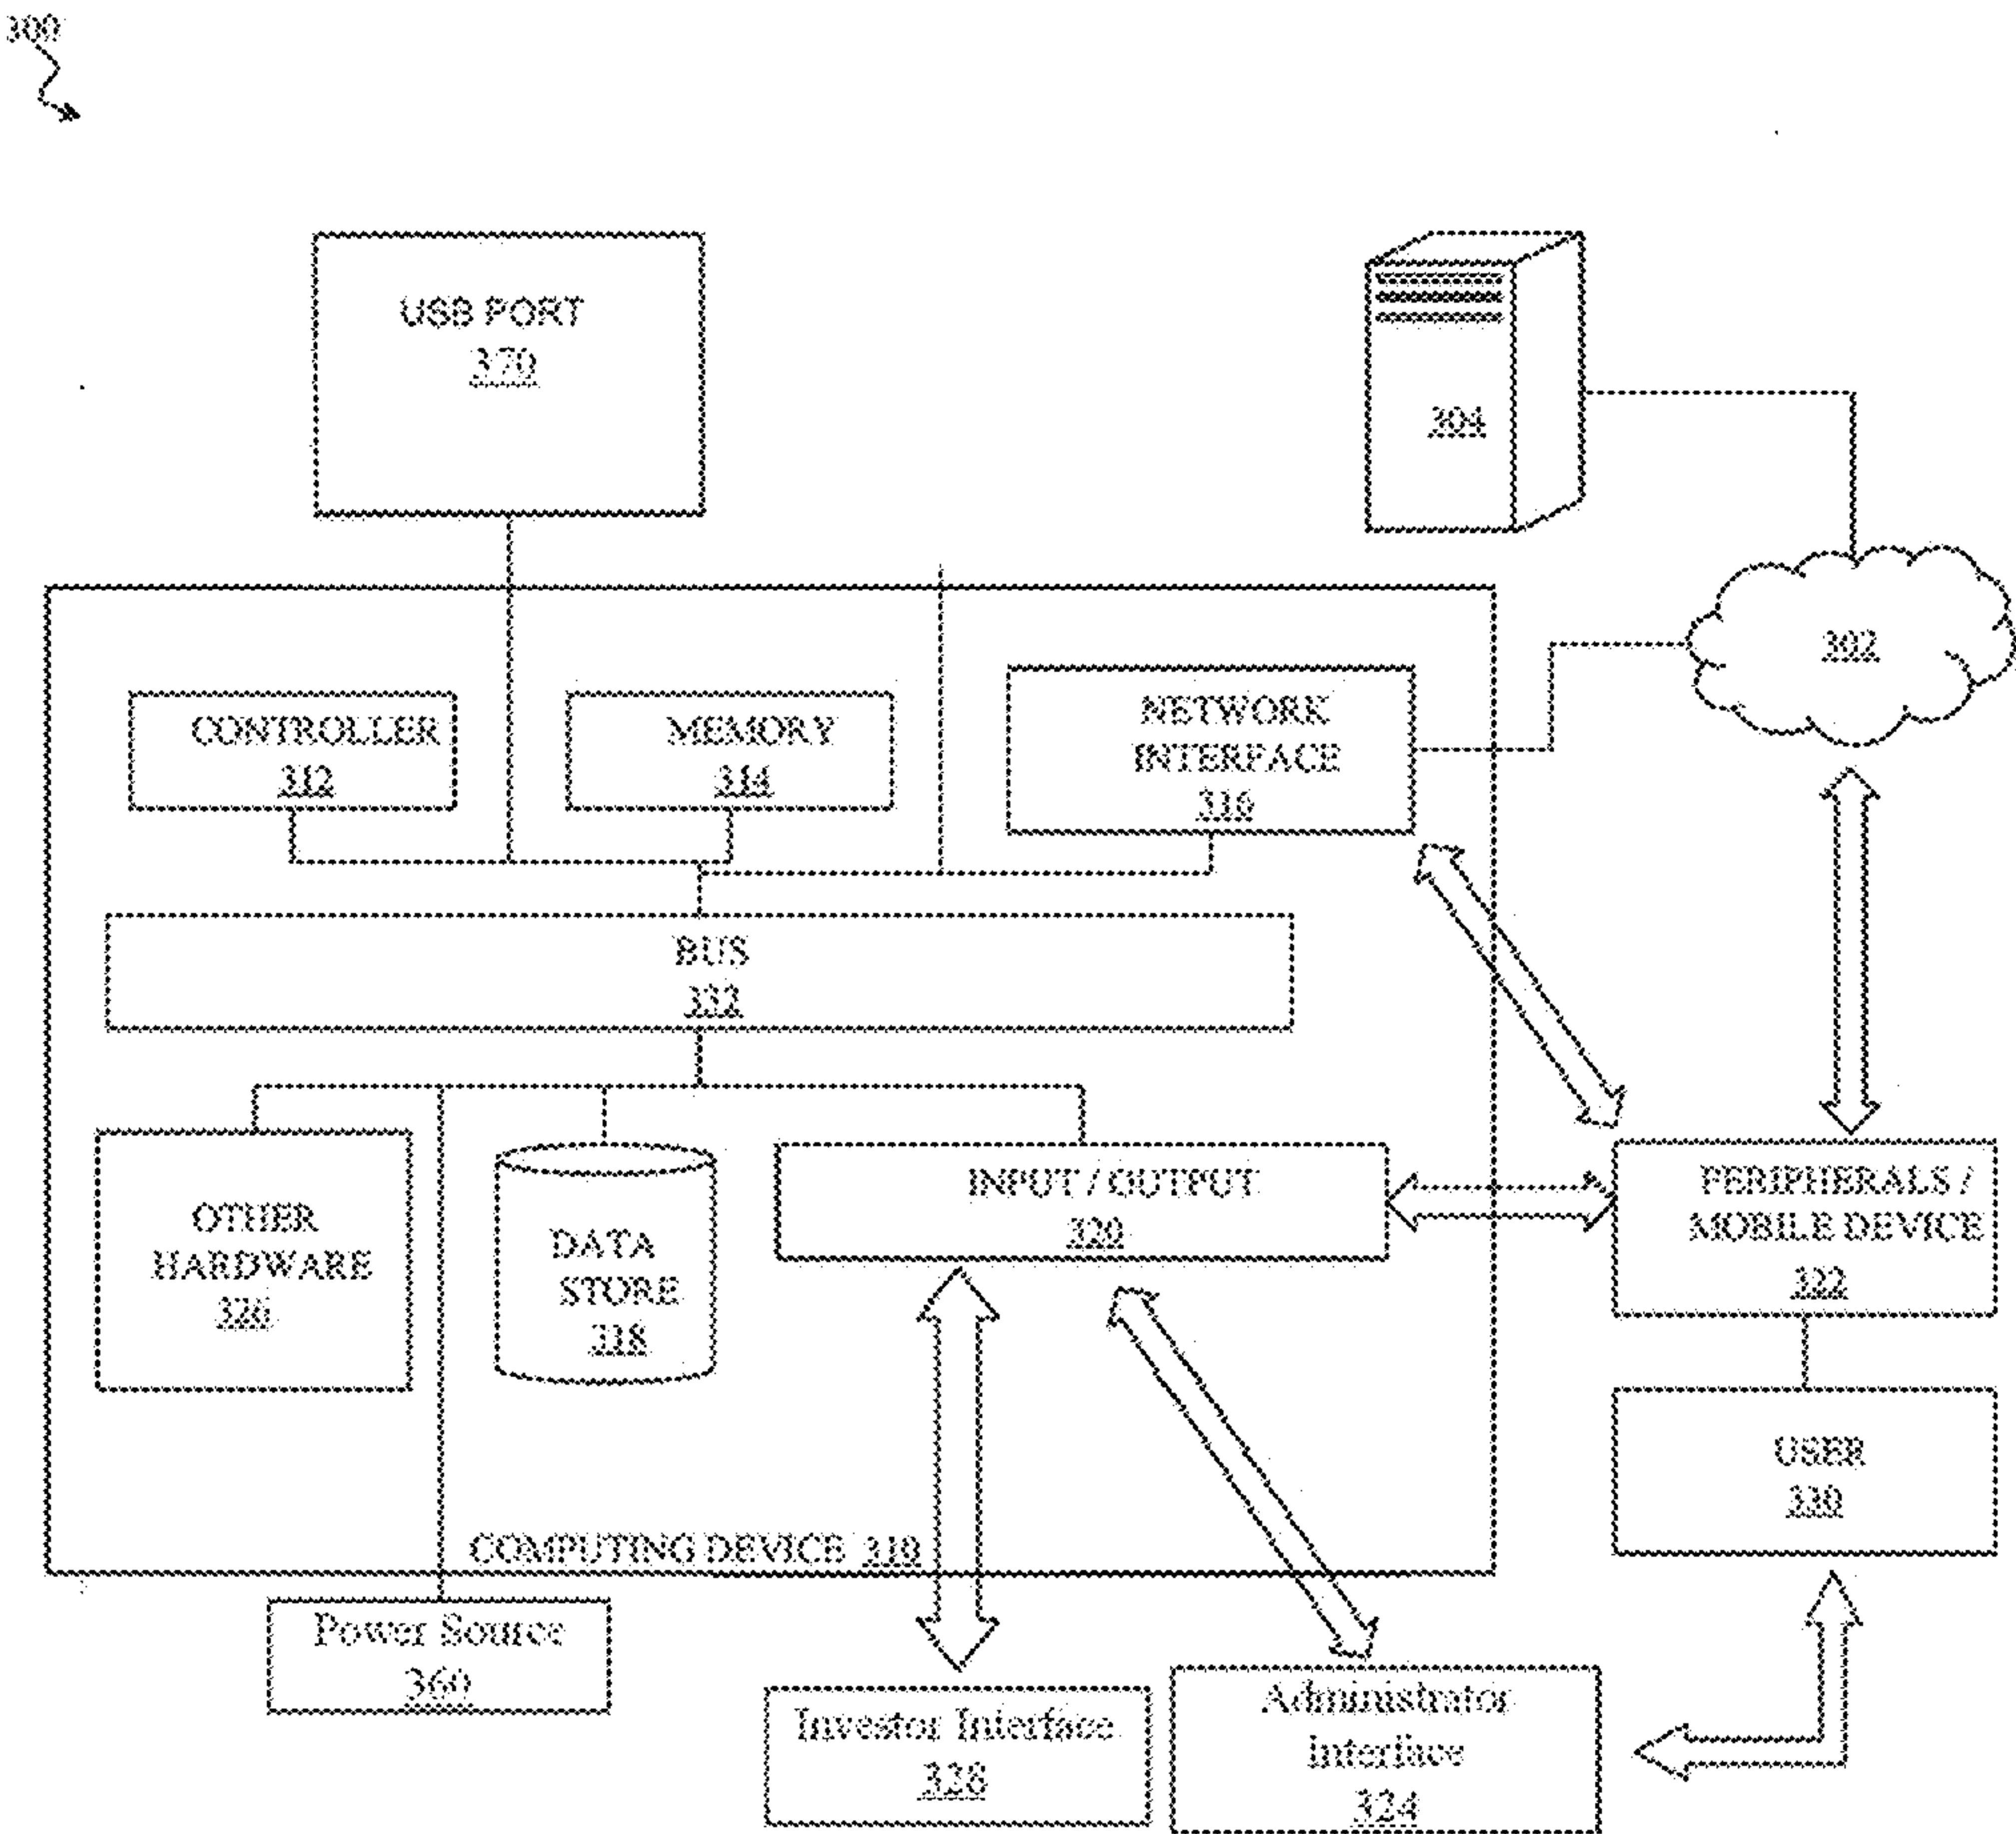 300
USB PORT
370
304
302
CONTROLLER
312
MEMORY
314
NETWORK
INTERFACE
316
BUS
332
OTHER
HARDWARE
326
DATA
STORE
318
INPUT / OUTPUT
320
PERIPHERALS /
MOBILE DEVICE
322
USER
330
COMPUTING DEVICE 310
Power Source
360
Investor Interface
328
Administrator
Interface
324